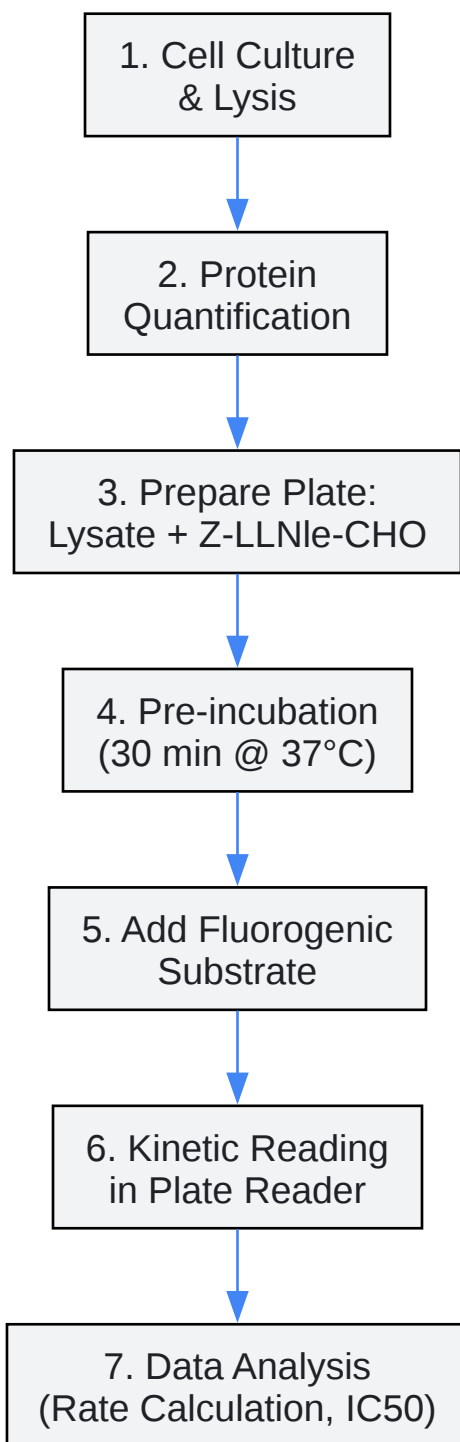 1. Cell Culture
& Lysis
2. Protein
Quantification
3. Prepare Plate:
Lysate + Z-LLNle-CHO
4. Pre-incubation
(30 min @ 37°C)
5. Add Fluorogenic
Substrate
6. Kinetic Reading
in Plate Reader
7. Data Analysis
(Rate Calculation, IC50)